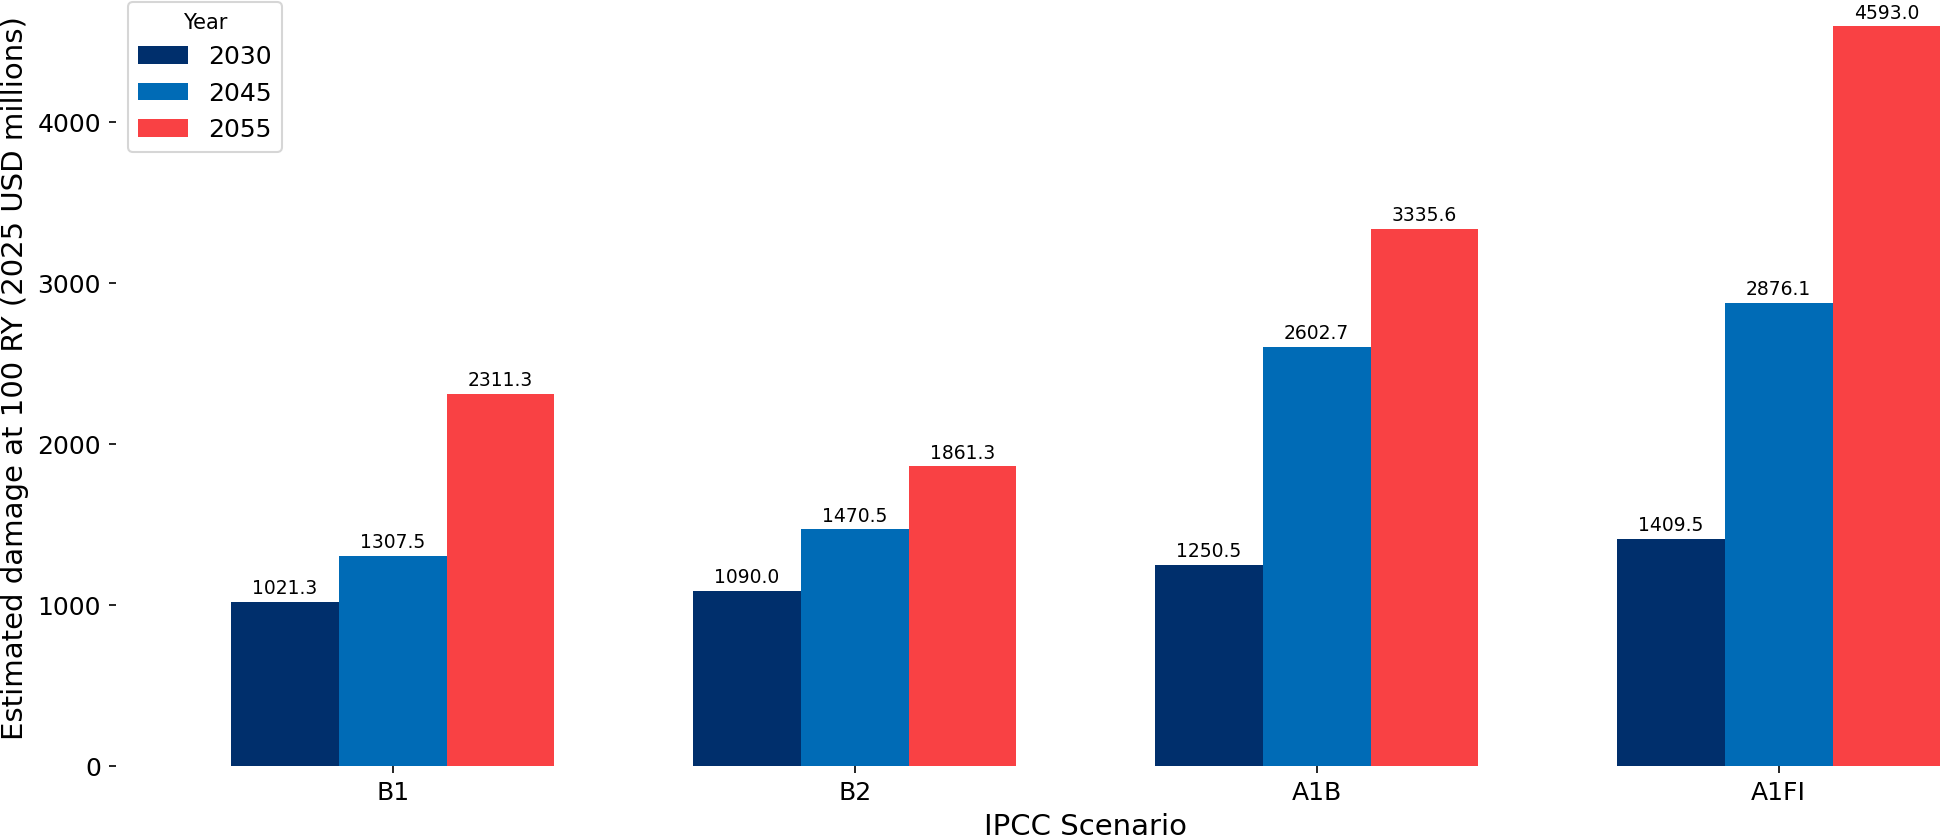 Year
2030
2045
2055
Estimated damage at 100 RY (2025 USD millions)
4000
3000
2000
1000
0
1021.3
1307.5
2311.3
1090.0
1470.5
1861.3
1250.5
2602.7
3335.6
1409.5
2876.1
4593.0
B1
B2
A1B
A1FI
IPCC Scenario